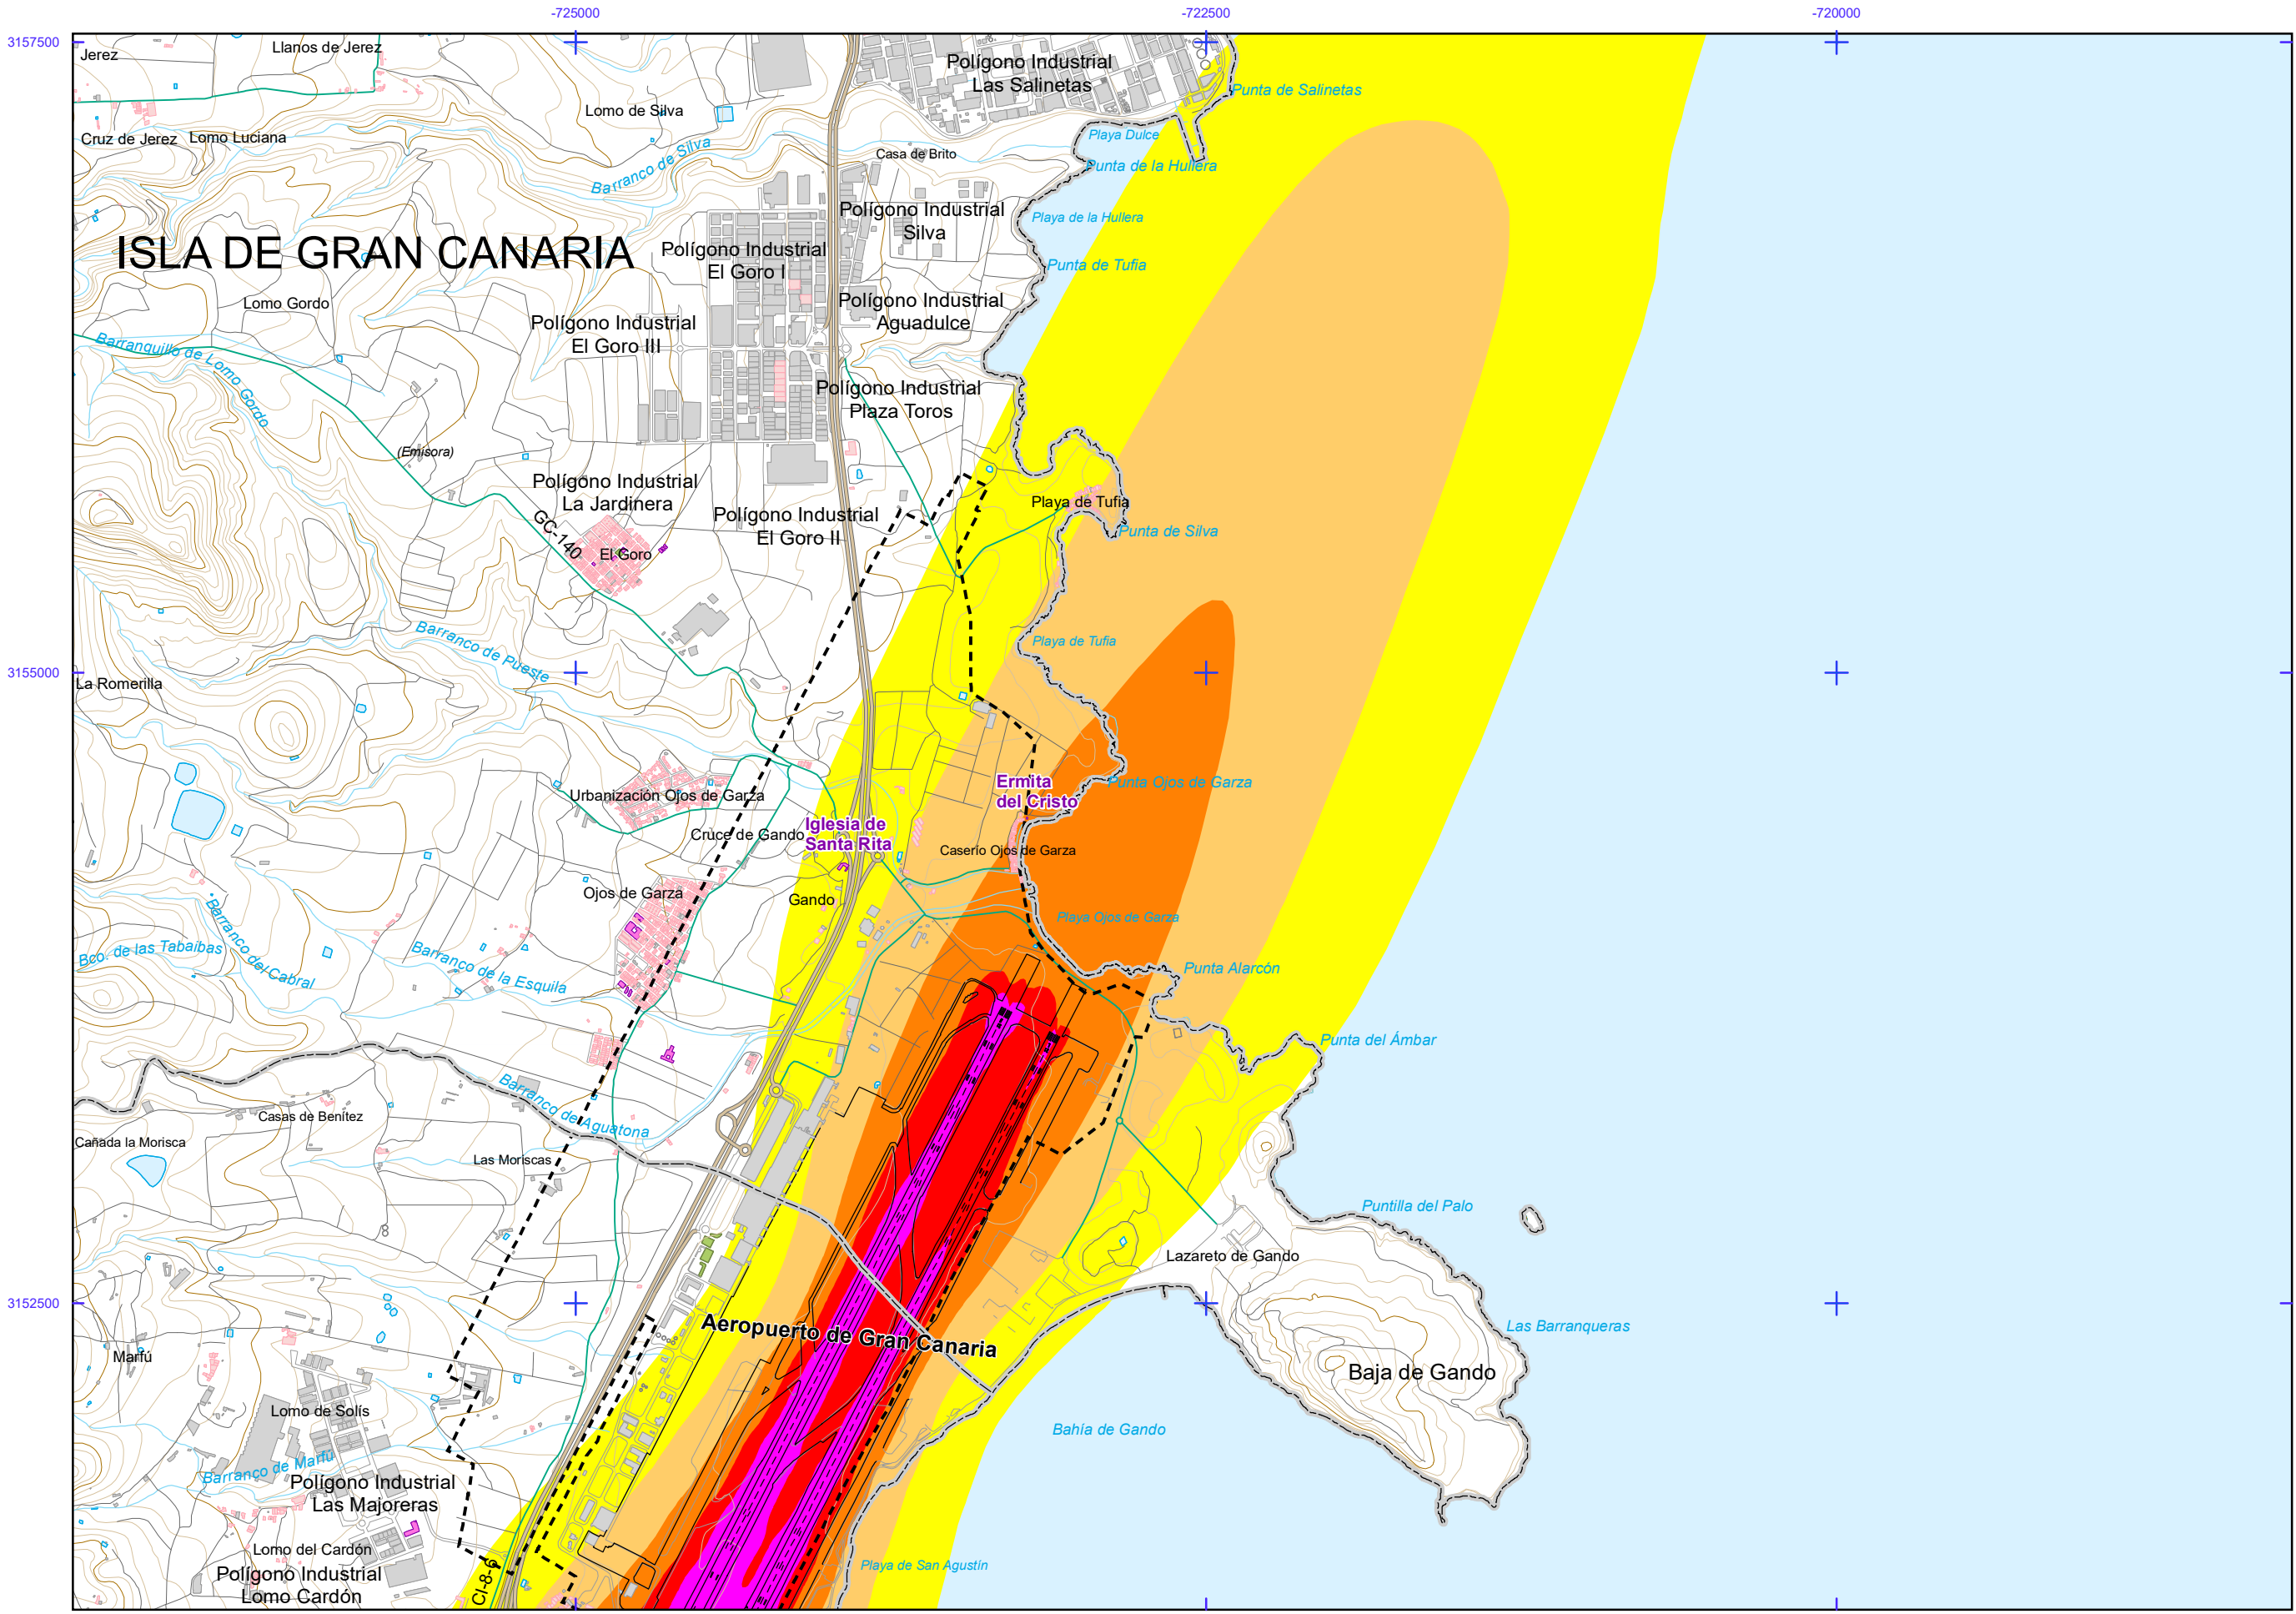 -725000
-722500
-720000
3157500
Jerez
Llanos de Jerez
Polígono Industrial
Las Salinetas
Punta de Salinetas
Lomo de Silva
Cruz de Jerez
Lomo Luciana
Playa Dulce
Barranco de Silva
Casa de Brito
Punta de la Hullera
ISLA DE GRAN CANARIA
Polígono Industrial
Silva
Playa de la Hullera
Polígono Industrial
El Goro I
Punta de Tufia
Lomo Gordo
Polígono Industrial
Aguadulce
Polígono Industrial
El Goro III
Barranquillo de Lomo Gordo
Polígono Industrial
Plaza Toros
(Emisora)
Polígono Industrial
La Jardinera
Playa de Tufia
Polígono Industrial
El Goro II
GC-140
El Goro
Punta de Silva
Barranco de Pueste
Playa de Tufia
3155000
La Romerilla
Ermita
del Cristo
Punta Ojos de Garza
Urbanización Ojos de Garza
Iglesia de
Santa Rita
Cruce de Gando
Caserío Ojos de Garza
Ojos de Garza
Gando
Playa Ojos de Garza
Barranco del Cabral
Bco. de las Tabaibas
Barranco de la Esquila
Punta Alarcón
Punta del Ámbar
Barranco de Aguatona
Casas de Benítez
Cañada la Morisca
Las Moriscas
Puntilla del Palo
Lazareto de Gando
3152500
Aeropuerto de Gran Canaria
Las Barranqueras
Marfú
Baja de Gando
Lomo de Solís
Bahía de Gando
Barranco de Marfú
Polígono Industrial
Las Majoreras
Lomo del Cardón
Playa de San Agustín
Polígono Industrial
Lomo Cardón
CI-8-6